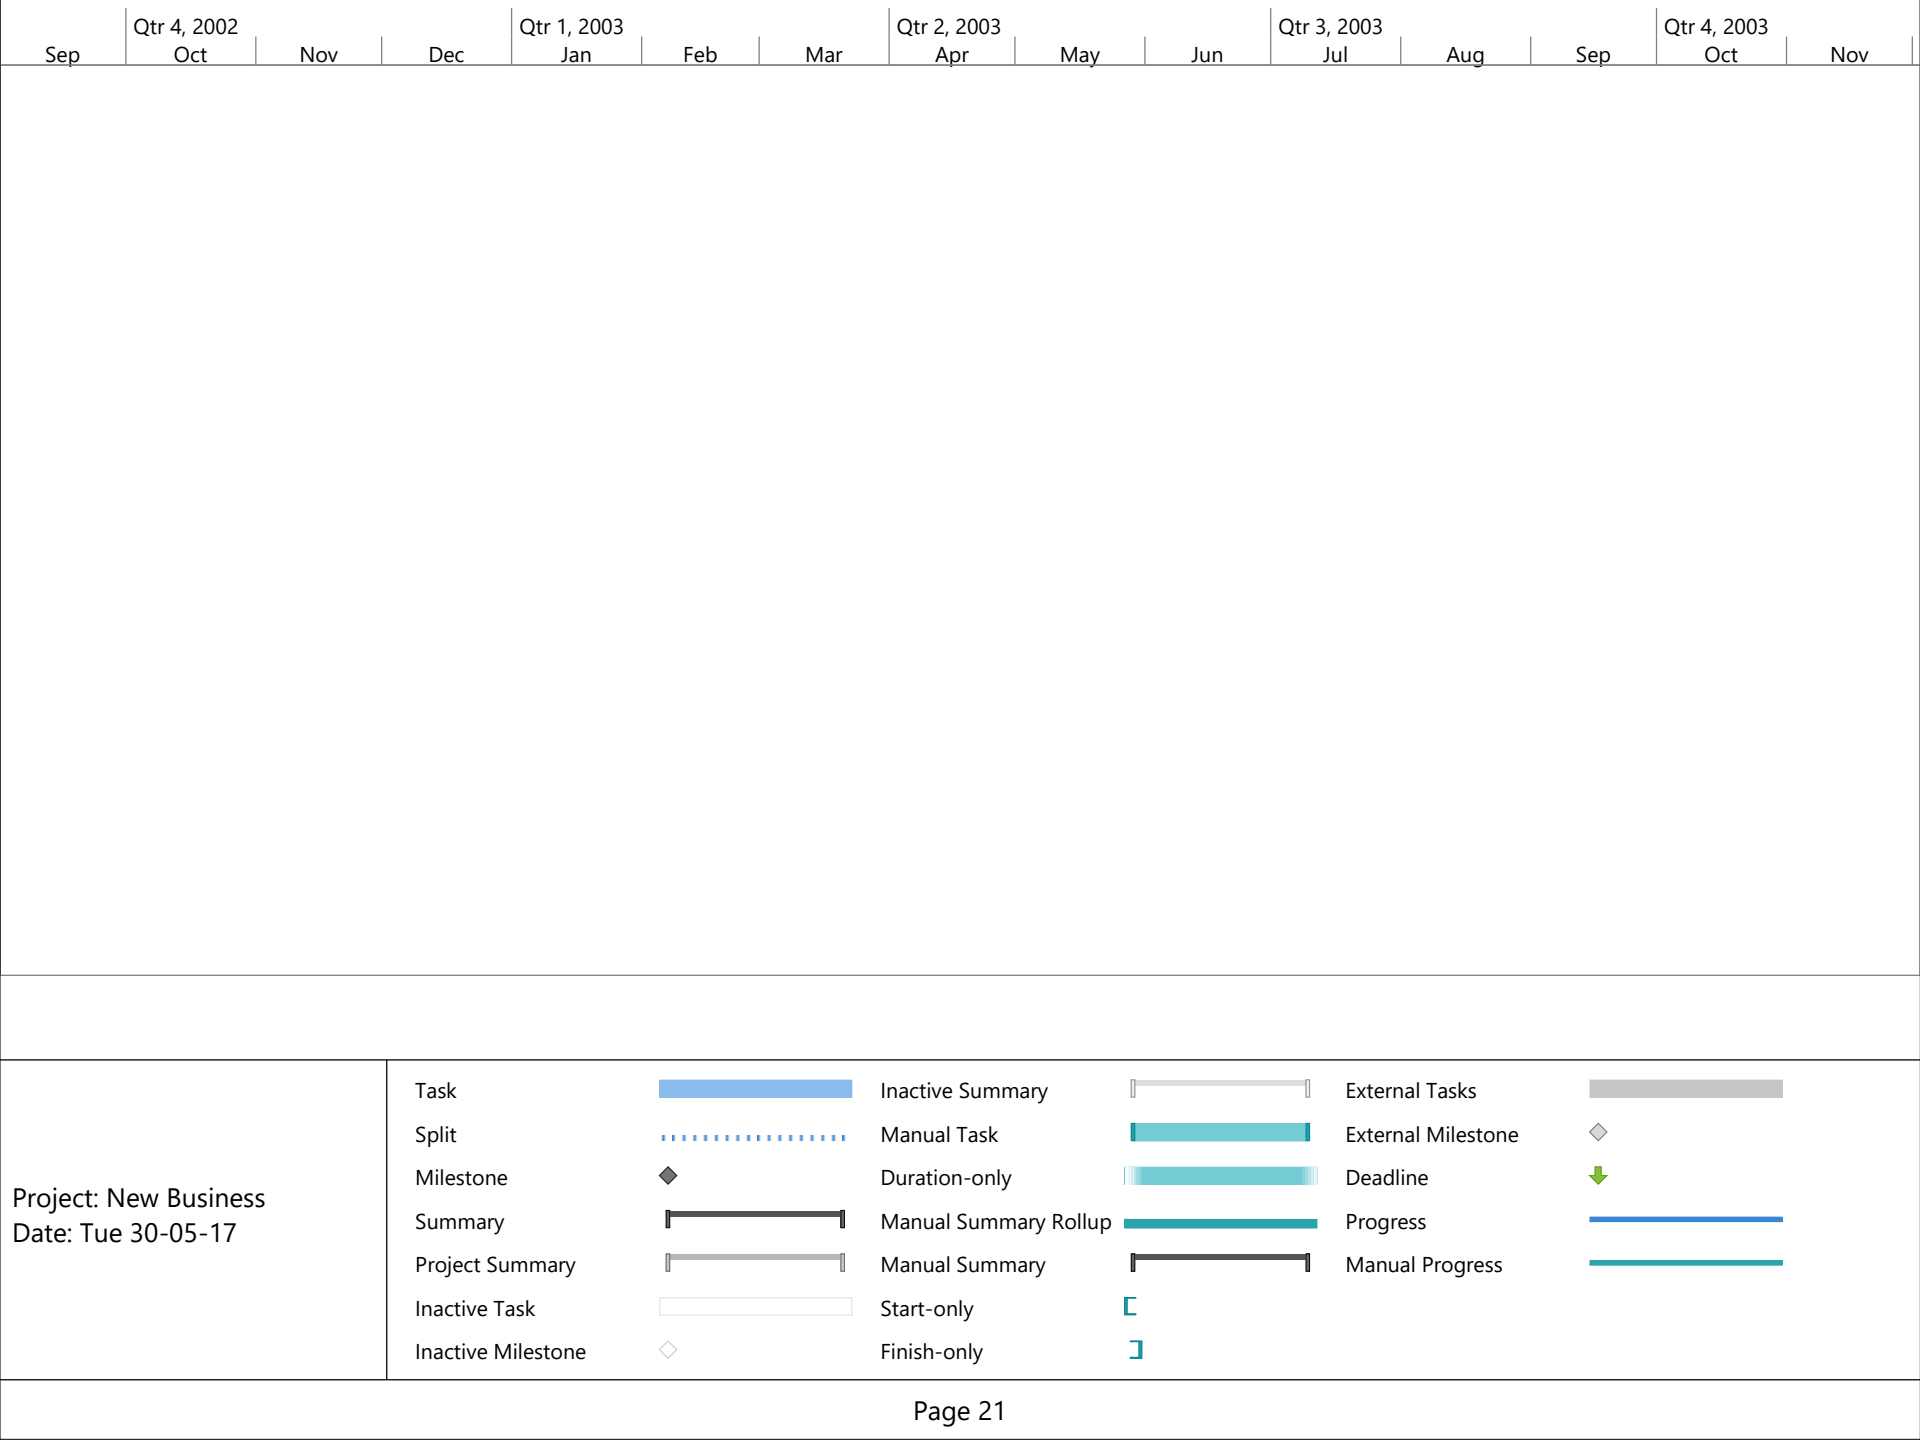 Qtr 4, 2002 Qtr 1, 2003 Qtr 2, 2003 Qtr 3, 2003 Qtr 4, 2003
Sep Oct Nov Dec Jan Feb Mar Apr May Jun Jul Aug Sep Oct Nov
Project: New Business
Date: Tue 30-05-17
Task
Split
Milestone
Summary
Project Summary
Inactive Task
Inactive Milestone
Inactive Summary
Manual Task
Duration-only
Manual Summary Rollup
Manual Summary
Start-only
Finish-only
External Tasks
External Milestone
Deadline
Progress
Manual Progress
Page 21